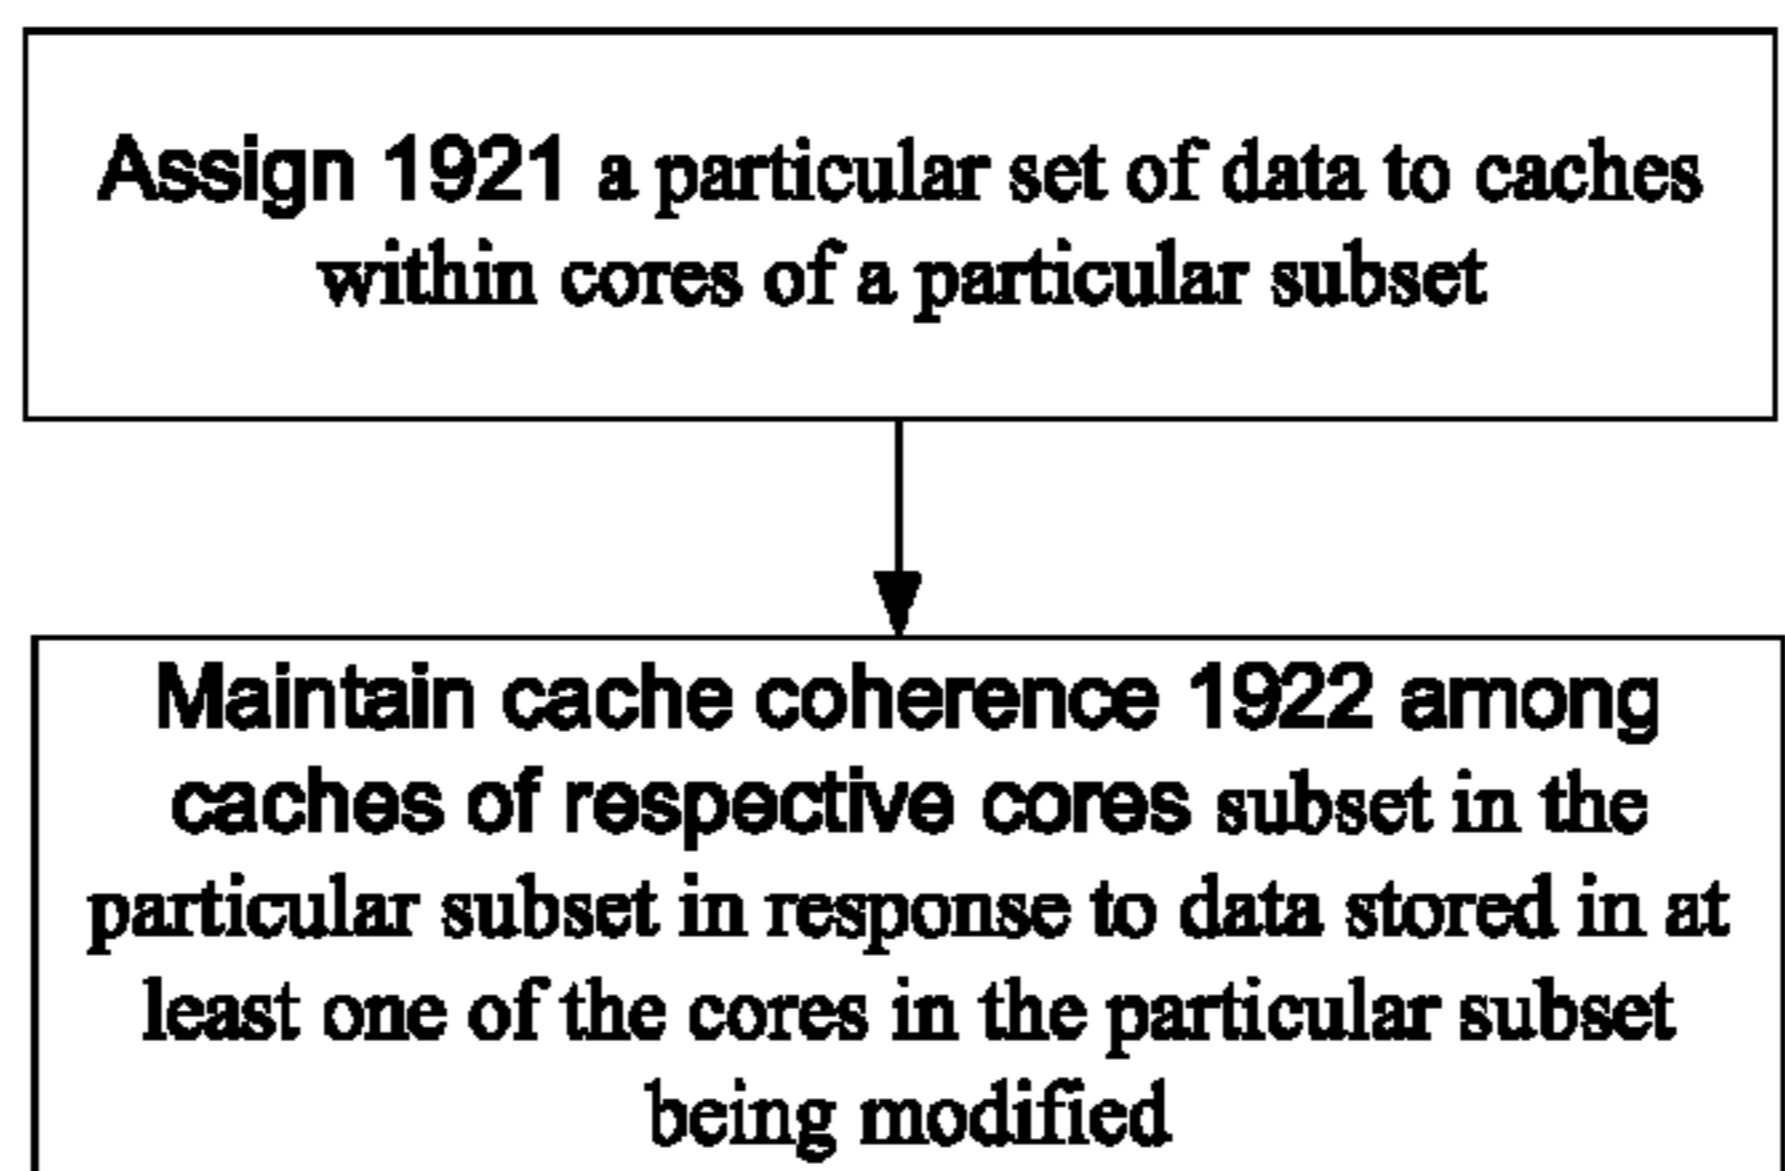 Assign 1921 a particular set of data to caches
within cores of a particular subset
Maintain cache coherence 1922 among
caches of respective cores subset in the
particular subset in response to data stored in at
least one of the cores in the particular subset
being modified